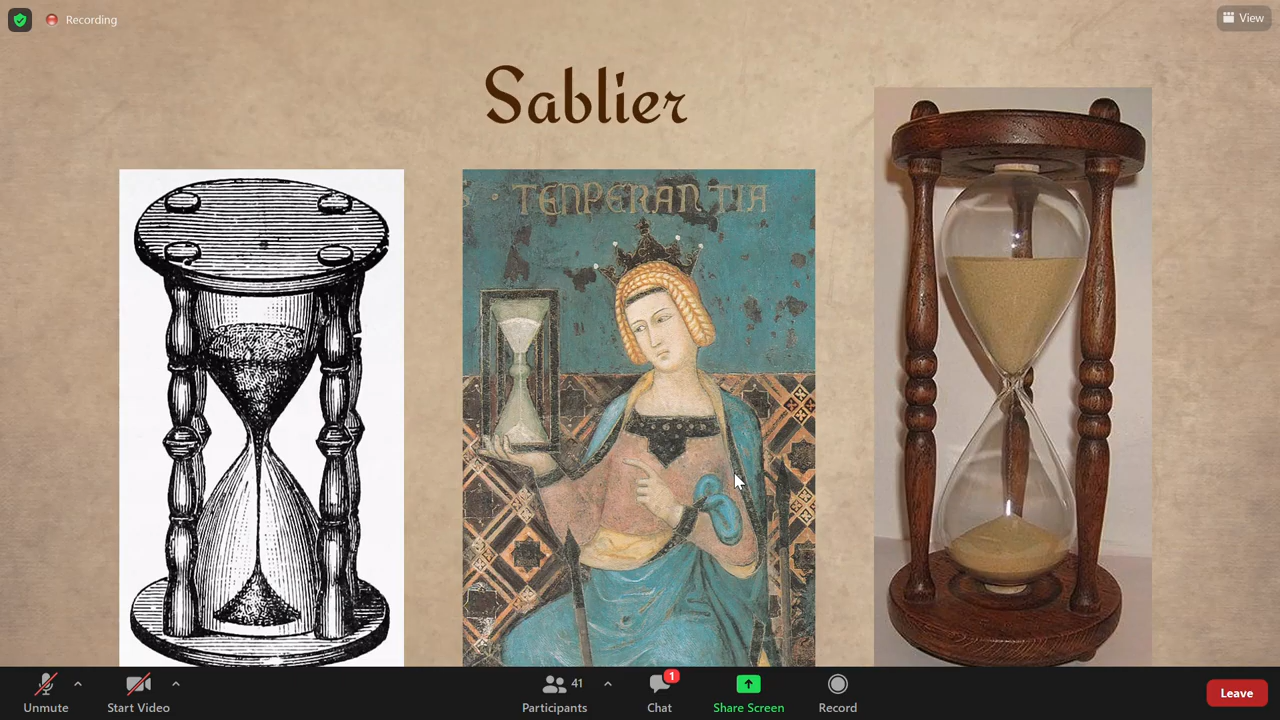 Recording
View
Sablier
TENPERANTIA
Unmute
Start Video
41
Participants
1
Chat
Share Screen
Record
Leave